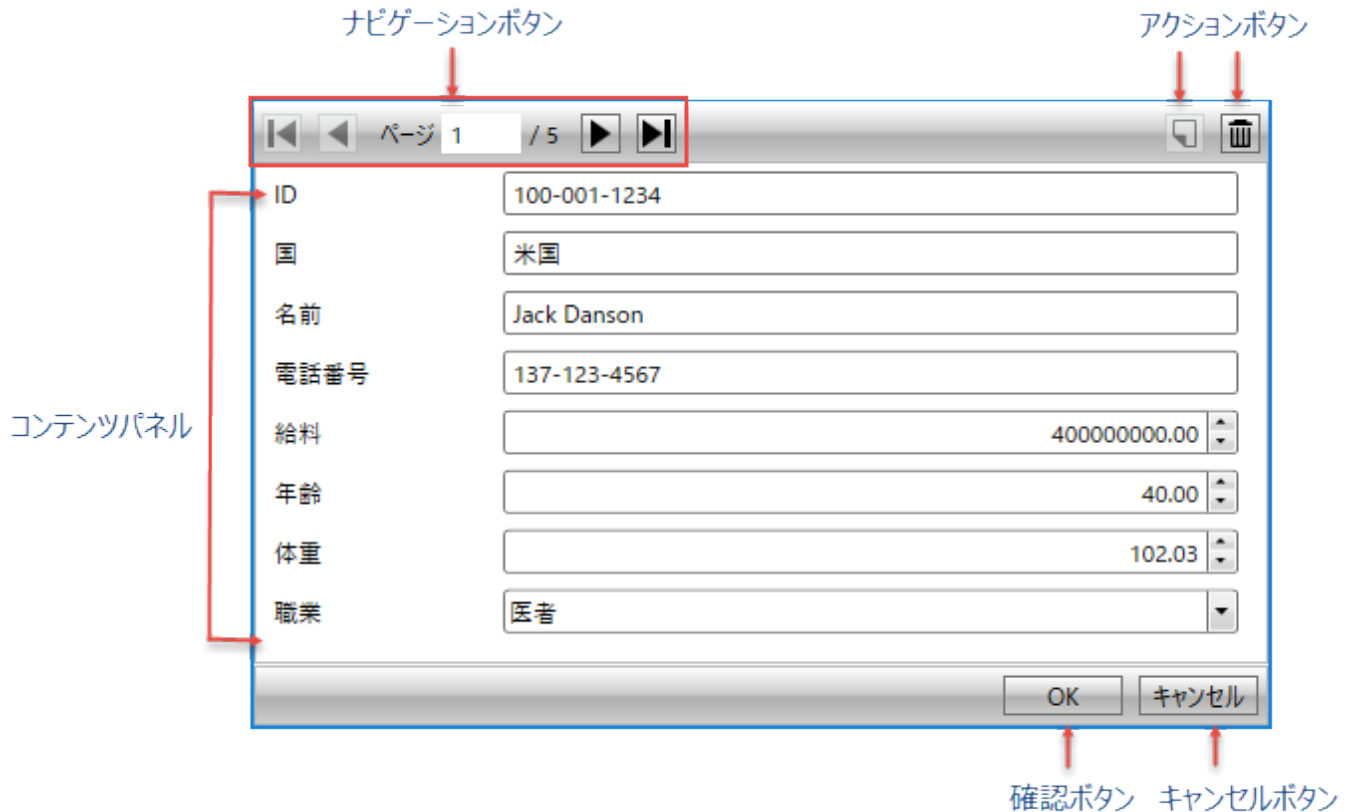 ナビゲーションボタン アクションボタン
ページ 1 / 5
ID 100-001-1234
国 米国
名前 Jack Danson
電話番号 137-123-4567
コンテンツパネル
給料 400000000.00
年齢 40.00
体重 102.03
職業 医者
OK キャンセル
確認ボタン キャンセルボタン